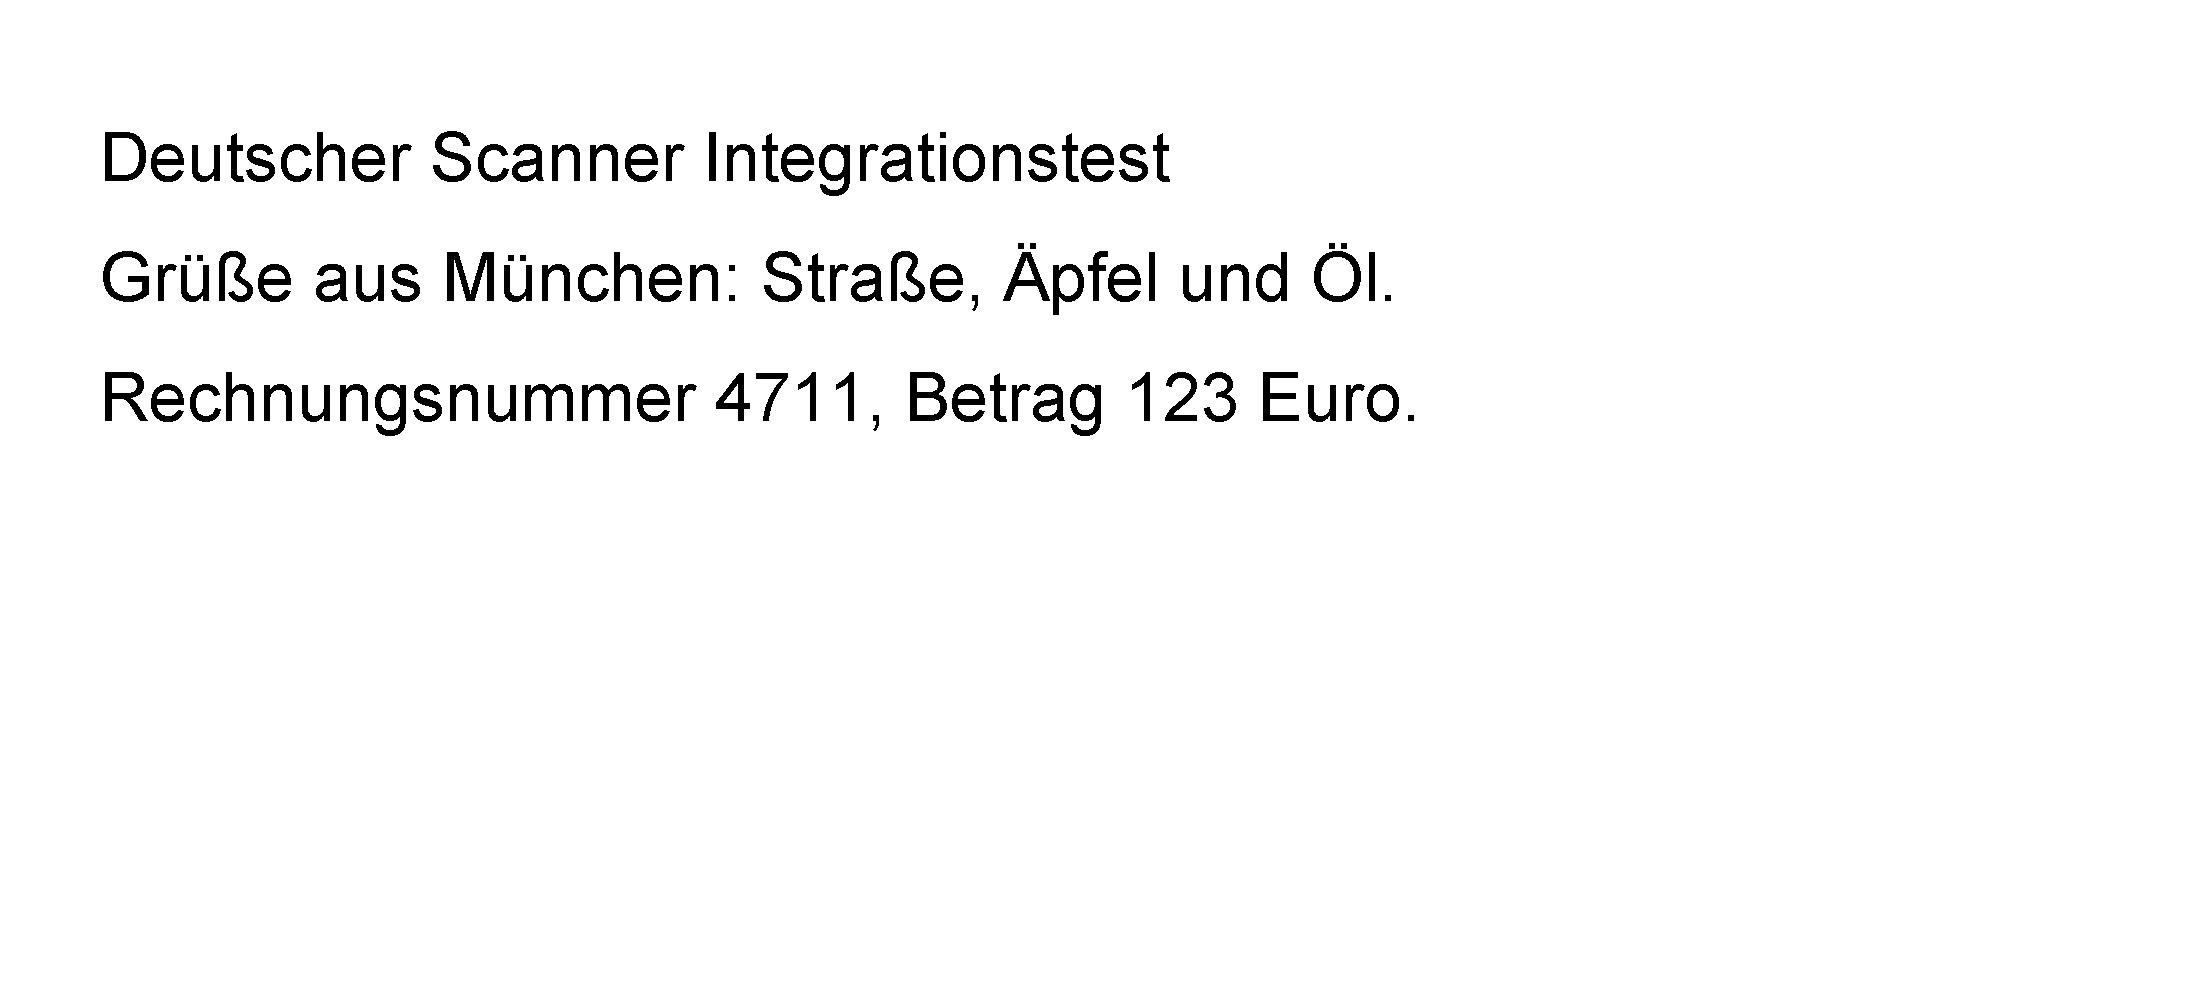 Deutscher Scanner Integrationstest
Grüße aus München: Straße, Äpfel und Öl.
Rechnungsnummer 4711, Betrag 123 Euro.